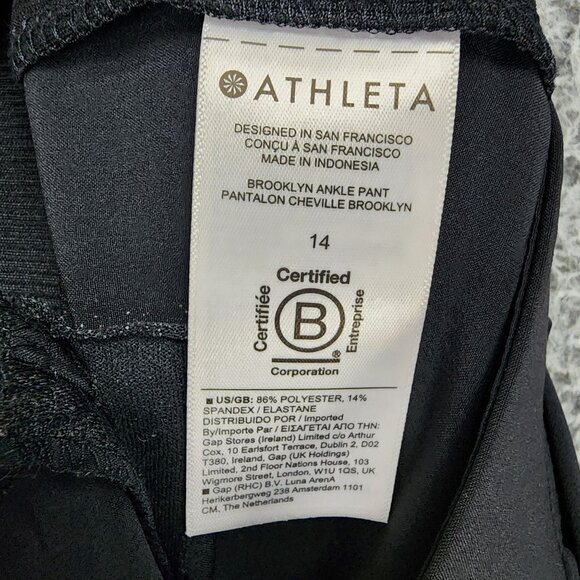 ATHLETA
DESIGNED IN SAN FRANCISCO
CONÇU À SAN FRANCISCO
MADE IN INDONESIA
BROOKLYN ANKLE PANT
PANTALON CHEVILLE BROOKLYN
14
Certified
Certifiée
B
Entreprise
®
Corporation
■ US/GB: 86% POLYESTER, 14%
SPANDEX / ELASTANE
DISTRIBUIDO POR / Imported
By/Importe Par / ΕΙΣΑΓΕΤΑΙ ΑΠΟ ΤΗΝ:
Gap Stores (Ireland) Limited c/o Arthur
Cox, 10 Earlsfort Terrace, Dublin 2, D02
T380, Ireland, Gap (UK Holdings)
Limited, 2nd Floor Nations House, 103
Wigmore Street, London, W1U 1QS, UK
■ Gap (RHC) B.V. Luna ArenA
Herikerbergweg 238 Amsterdam 1101
CM, The Netherlands